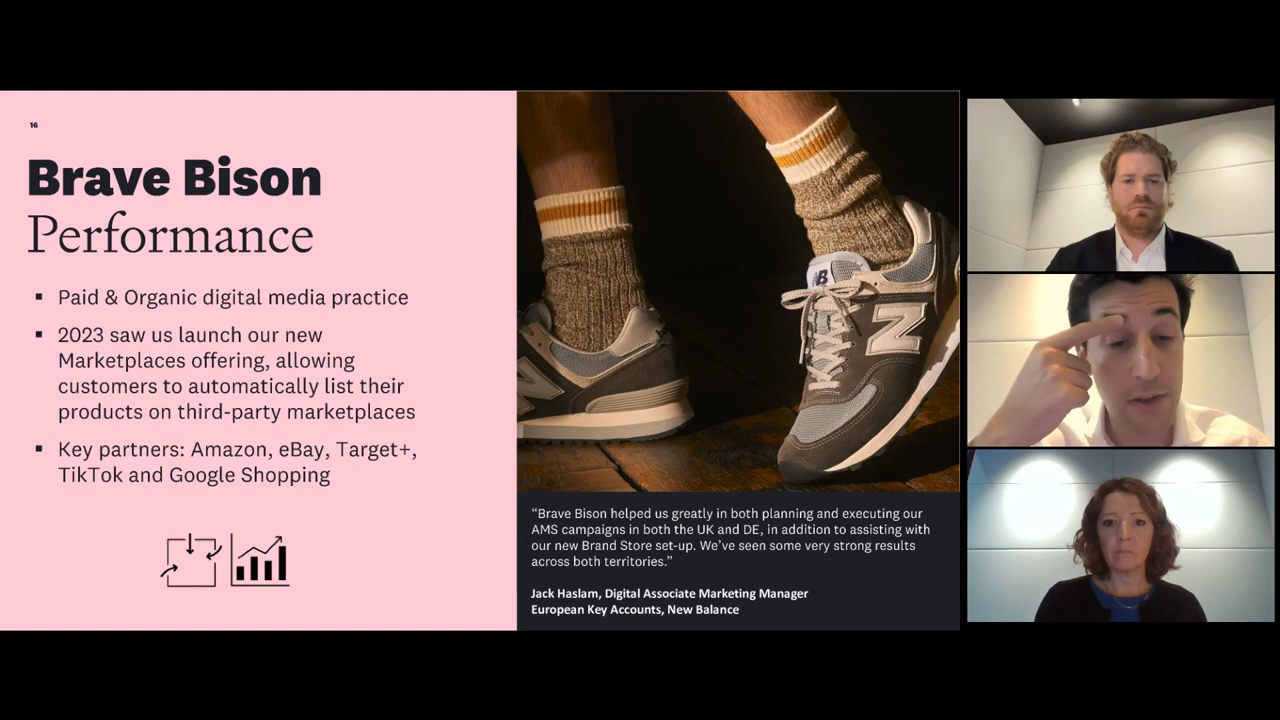 16
Brave Bison
Performance
▪ Paid & Organic digital media practice
▪ 2023 saw us launch our new
Marketplaces offering, allowing
customers to automatically list their
products on third-party marketplaces
▪ Key partners: Amazon, eBay, Target+,
TikTok and Google Shopping
NB
N
“Brave Bison helped us greatly in both planning and executing our
AMS campaigns in both the UK and DE, in addition to assisting with
our new Brand Store set-up. We’ve seen some very strong results
across both territories.”
Jack Haslam, Digital Associate Marketing Manager
European Key Accounts, New Balance